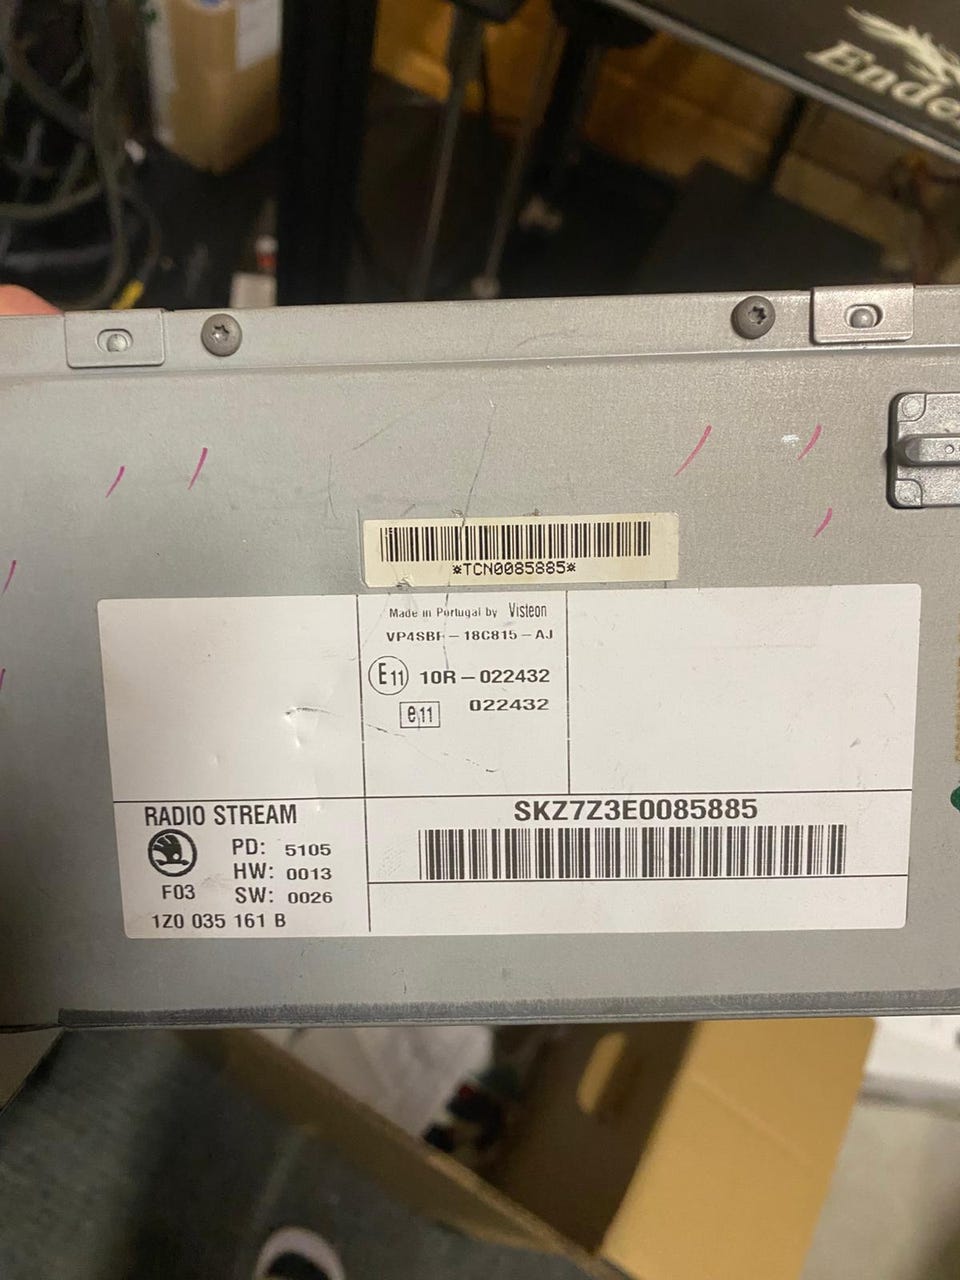 *TCN0085885*
Made in Portugal by Visteon
VP4SBF-18C815-AJ
E11 10R-022432
e11 022432
RADIO STREAM
PD: 5105
HW: 0013
F03 SW: 0026
1Z0 035 161 B
SKZ7Z3E0085885